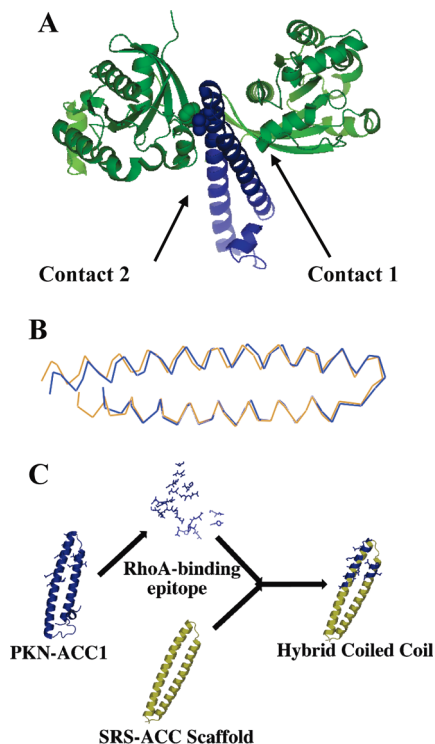 A
Contact 2
Contact 1
B
C
RhoA-binding
epitope
PKN-ACC1
SRS-ACC Scaffold
Hybrid Coiled Coil